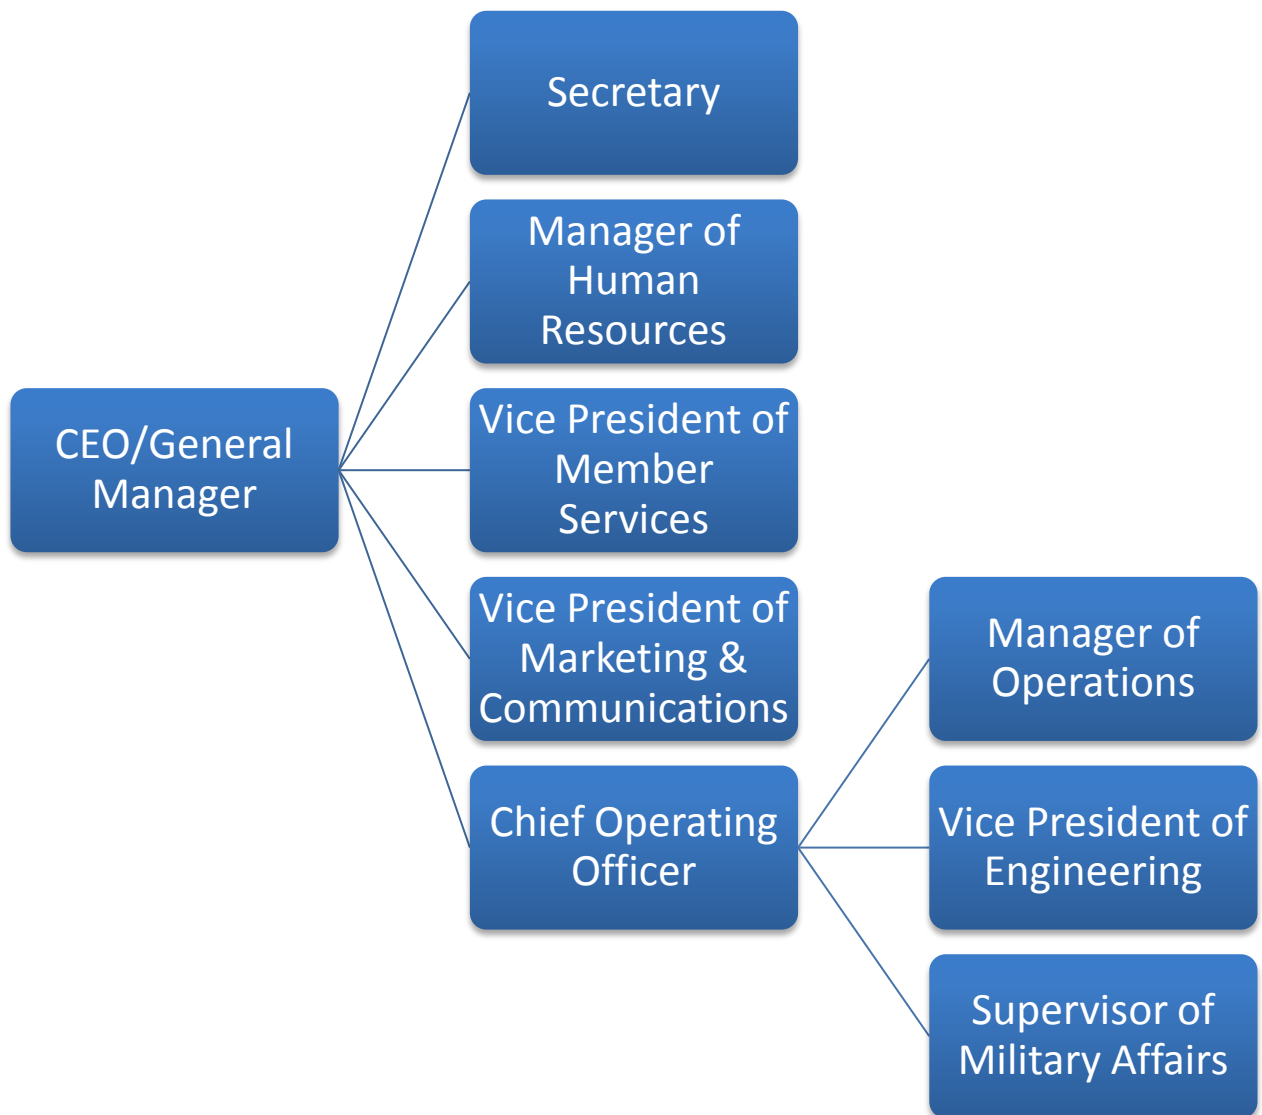 Secretary
Manager of
Human
Resources
CEO/General
Manager
Vice President of
Member
Services
Vice President of
Marketing &
Communications
Chief Operating
Officer
Manager of
Operations
Vice President of
Engineering
Supervisor of
Military Affairs